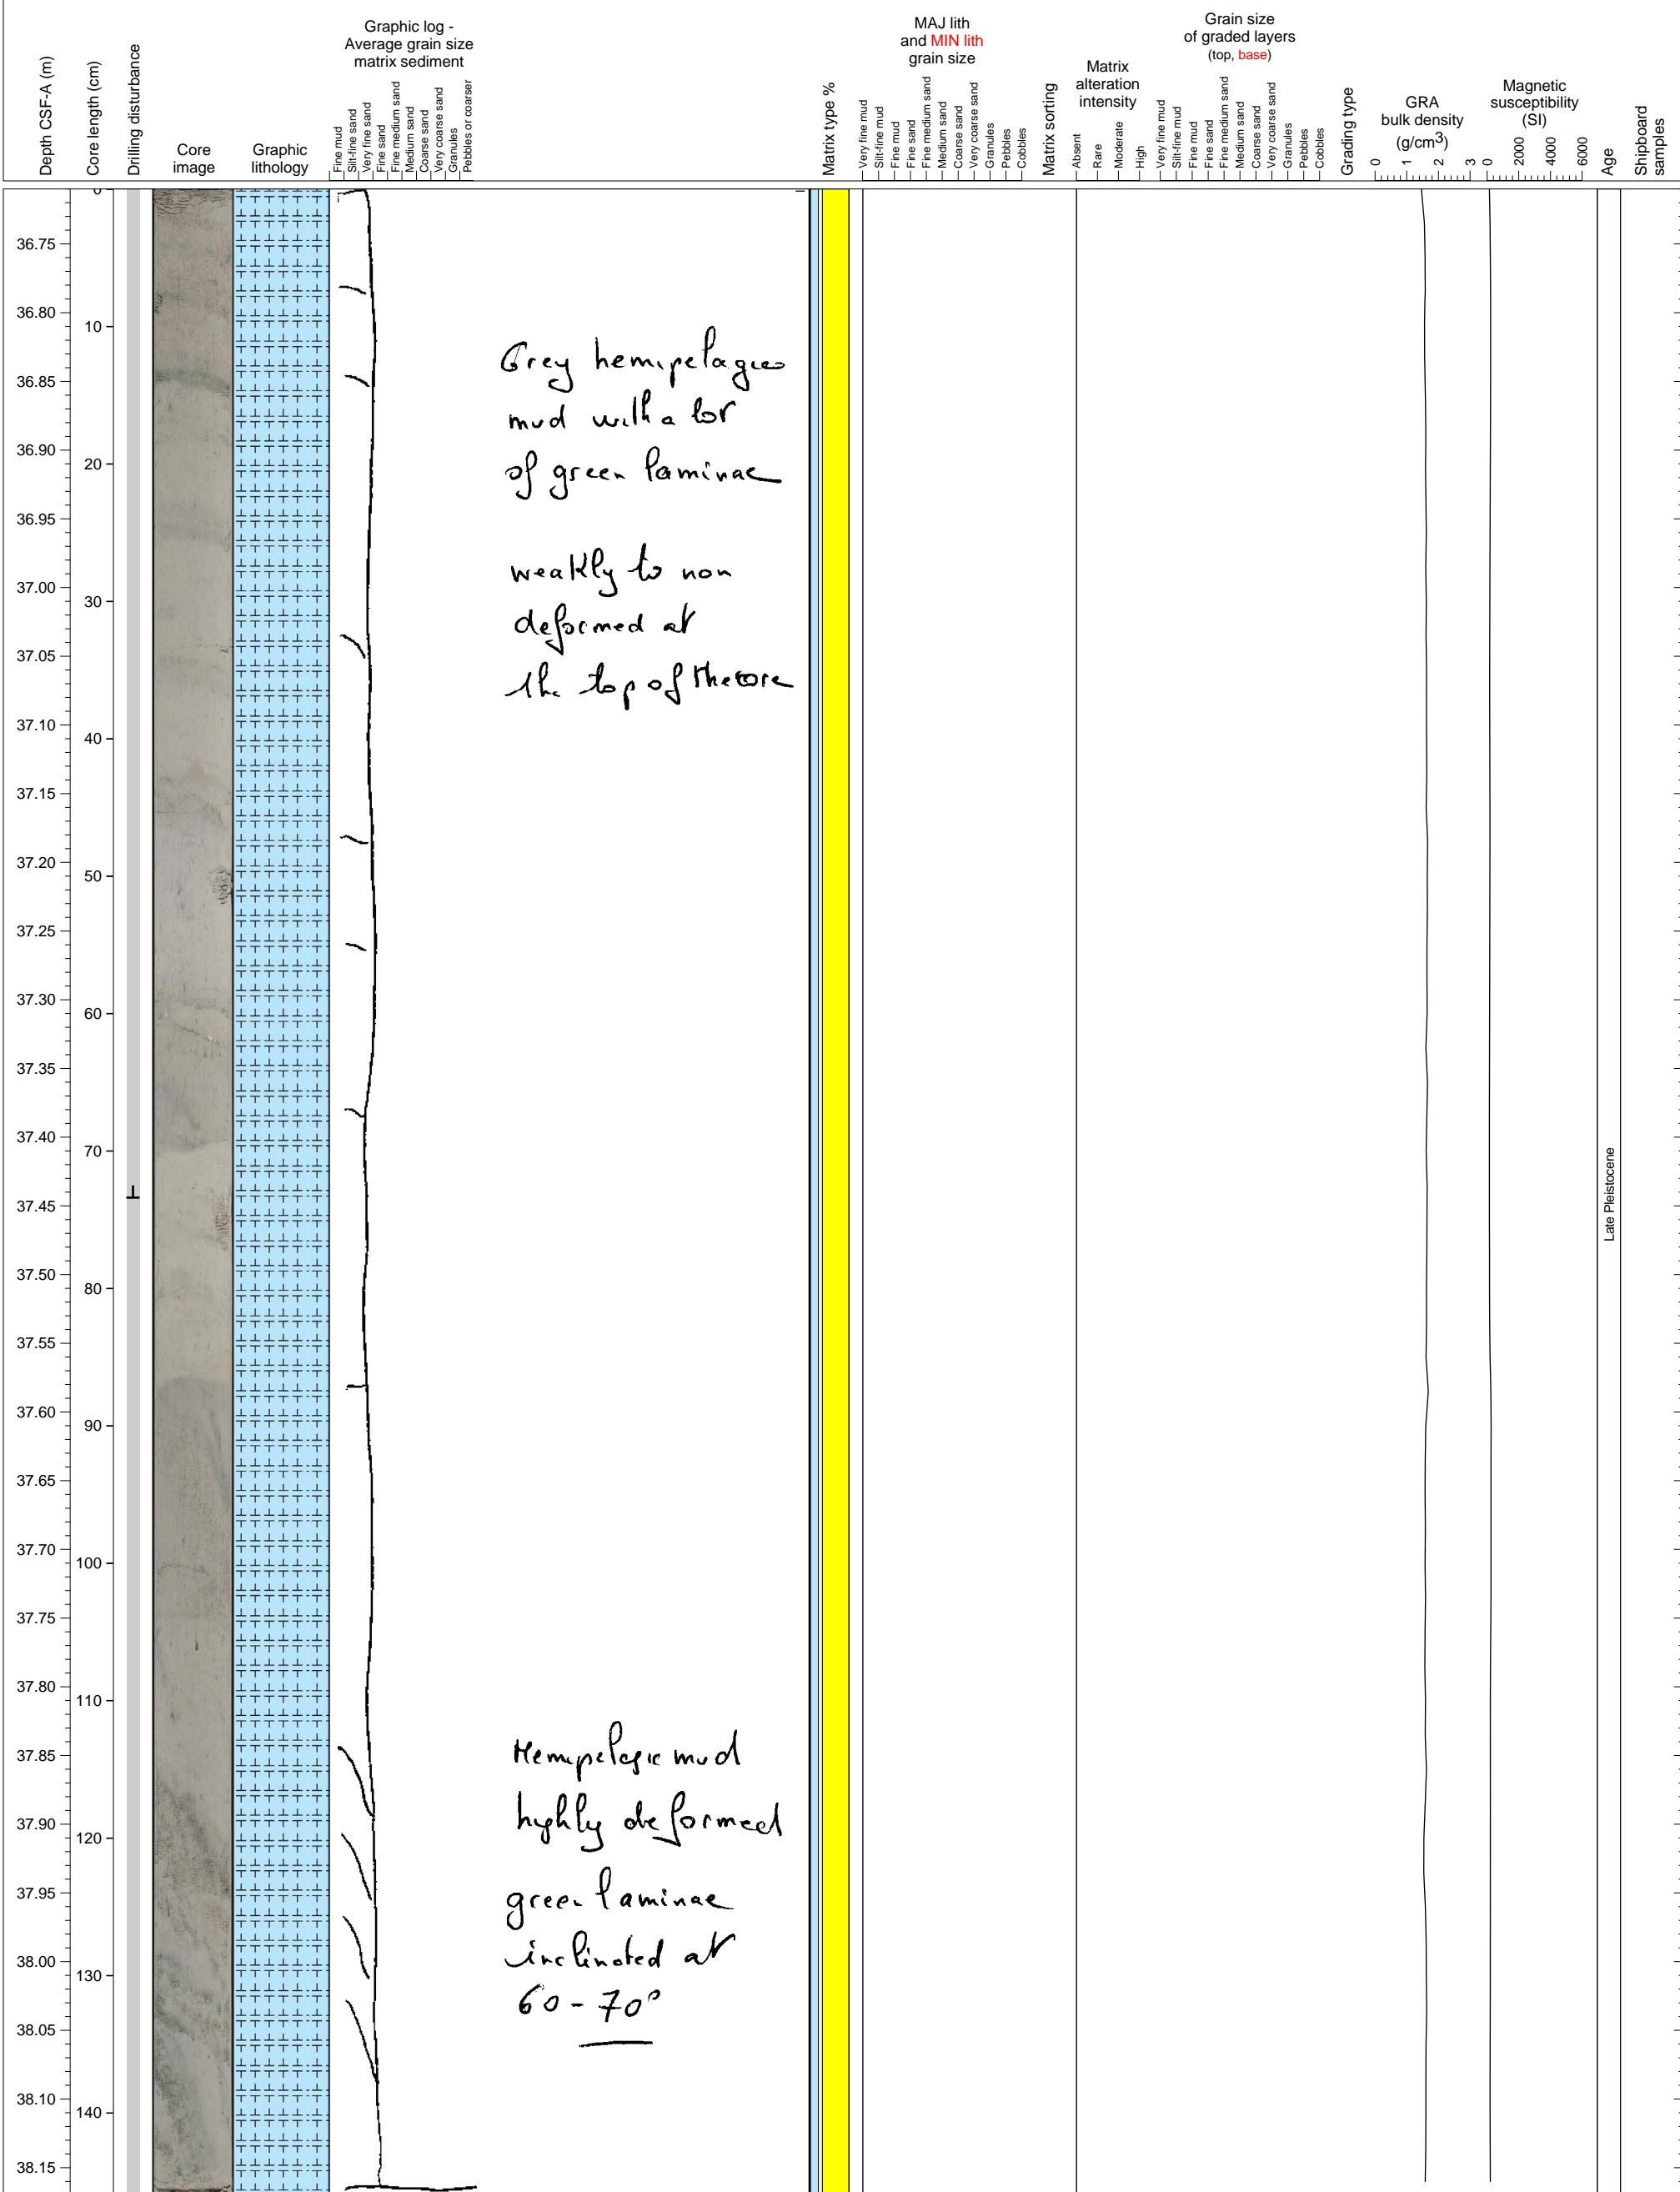 Depth CSF-A (m)
Core length (cm)
Drilling disturbance
Core
image
Graphic
lithology
Graphic log -
Average grain size
matrix sediment
Fine mud
Silt-fine sand
Very fine sand
Fine sand
Fine medium sand
Medium sand
Coarse sand
Very coarse sand
Granules
Pebbles or coarser
Matrix type %
MAJ lith
and MIN lith
grain size
Very fine mud
Silt-fine mud
Fine mud
Fine sand
Fine medium sand
Medium sand
Coarse sand
Very coarse sand
Granules
Pebbles
Cobbles
Matrix sorting
Matrix
alteration
intensity
Absent
Rare
Moderate
High
Grain size
of graded layers
(top, base)
Very fine mud
Silt-fine mud
Fine mud
Fine sand
Fine medium sand
Medium sand
Coarse sand
Very coarse sand
Granules
Pebbles
Cobbles
Grading type
GRA
bulk density
(g/cm3)
0 1 2 3
Magnetic
susceptibility
(SI)
0 2000 4000 6000
Age
Shipboard
samples
0
36.75
36.80
10
36.85
36.90
20
36.95
37.00
30
37.05
37.10
40
37.15
37.20
50
37.25
37.30
60
37.35
37.40
70
37.45
37.50
80
37.55
37.60
90
37.65
37.70
100
37.75
37.80
110
37.85
37.90
120
37.95
38.00
130
38.05
38.10
140
38.15
Grey hemipelagic
mud with a lot
of green laminae
weakly to non
deformed at
the top of the core
Hemipelagic mud
highly deformed
green laminae
inclinated at
60-70°
Late Pleistocene